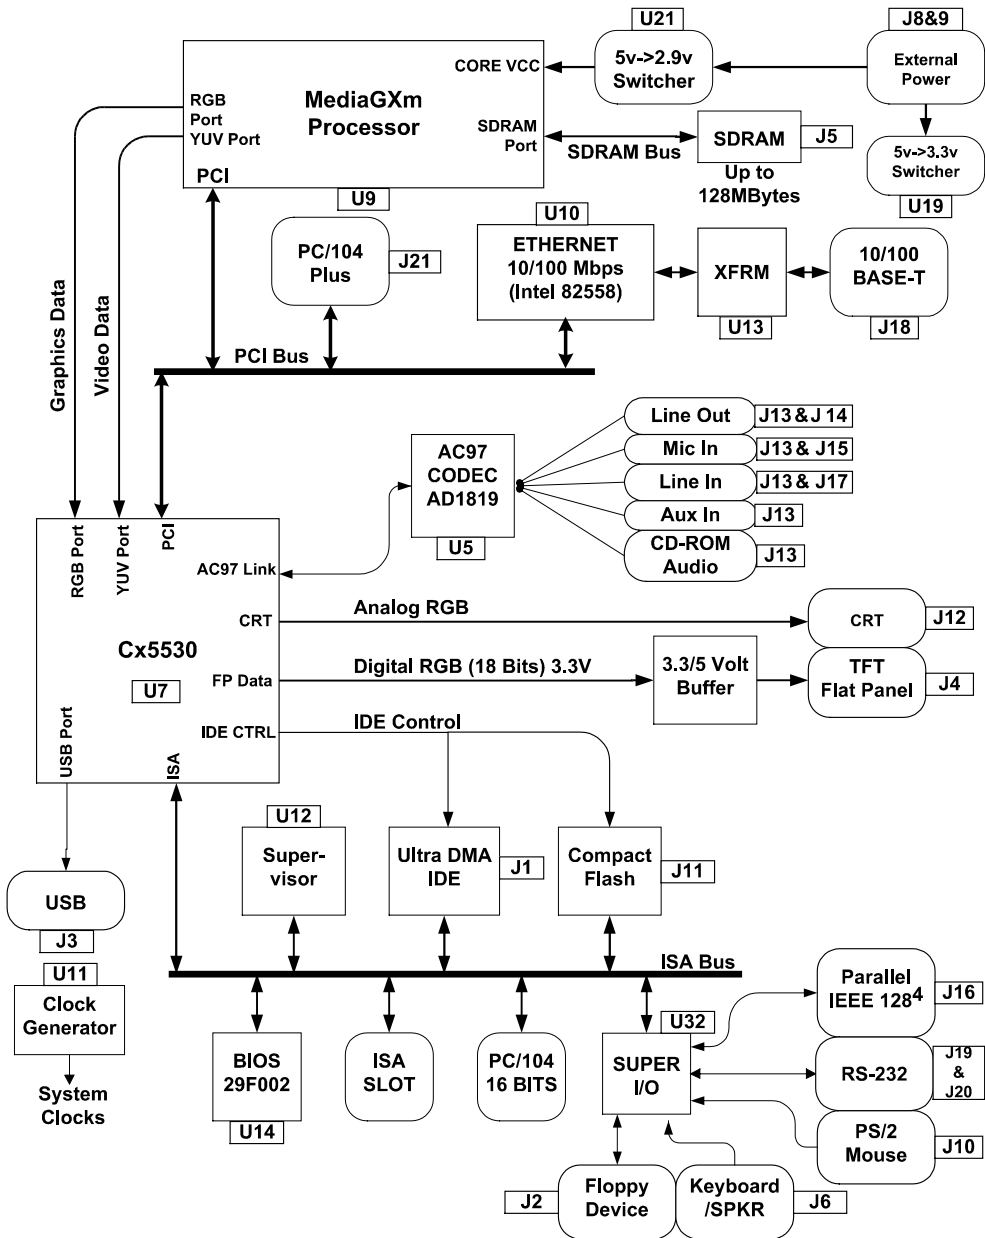 U21
J8&9
5v->2.9v
Switcher
External
Power
CORE VCC
MediaGXm
Processor
RGB
Port
YUV Port
SDRAM
Port
SDRAM Bus
SDRAM
J5
Up to
128MBytes
5v->3.3v
Switcher
U19
PCI
U9
U10
PC/104
Plus
J21
ETHERNET
10/100 Mbps
(Intel 82558)
XFRM
U13
10/100
BASE-T
J18
Graphics Data
Video Data
PCI Bus
Line Out
J13 & J 14
Mic In
J13 & J15
Line In
J13 & J17
Aux In
J13
CD-ROM
Audio
J13
AC97
CODEC
AD1819
U5
RGB Port
YUV Port
PCI
AC97 Link
CRT
Analog RGB
CRT
J12
Cx5530
U7
FP Data
Digital RGB (18 Bits) 3.3V
3.3/5 Volt
Buffer
TFT
Flat Panel
J4
IDE CTRL
IDE Control
USB Port
ISA
U12
Super-
visor
Ultra DMA
IDE
J1
Compact
Flash
J11
USB
J3
U11
Clock
Generator
System
Clocks
ISA Bus
BIOS
29F002
U14
ISA
SLOT
PC/104
16 BITS
U32
SUPER
I/O
Parallel
IEEE 1284
J16
RS-232
J19
&
J20
PS/2
Mouse
J10
J2
Floppy
Device
Keyboard
/SPKR
J6